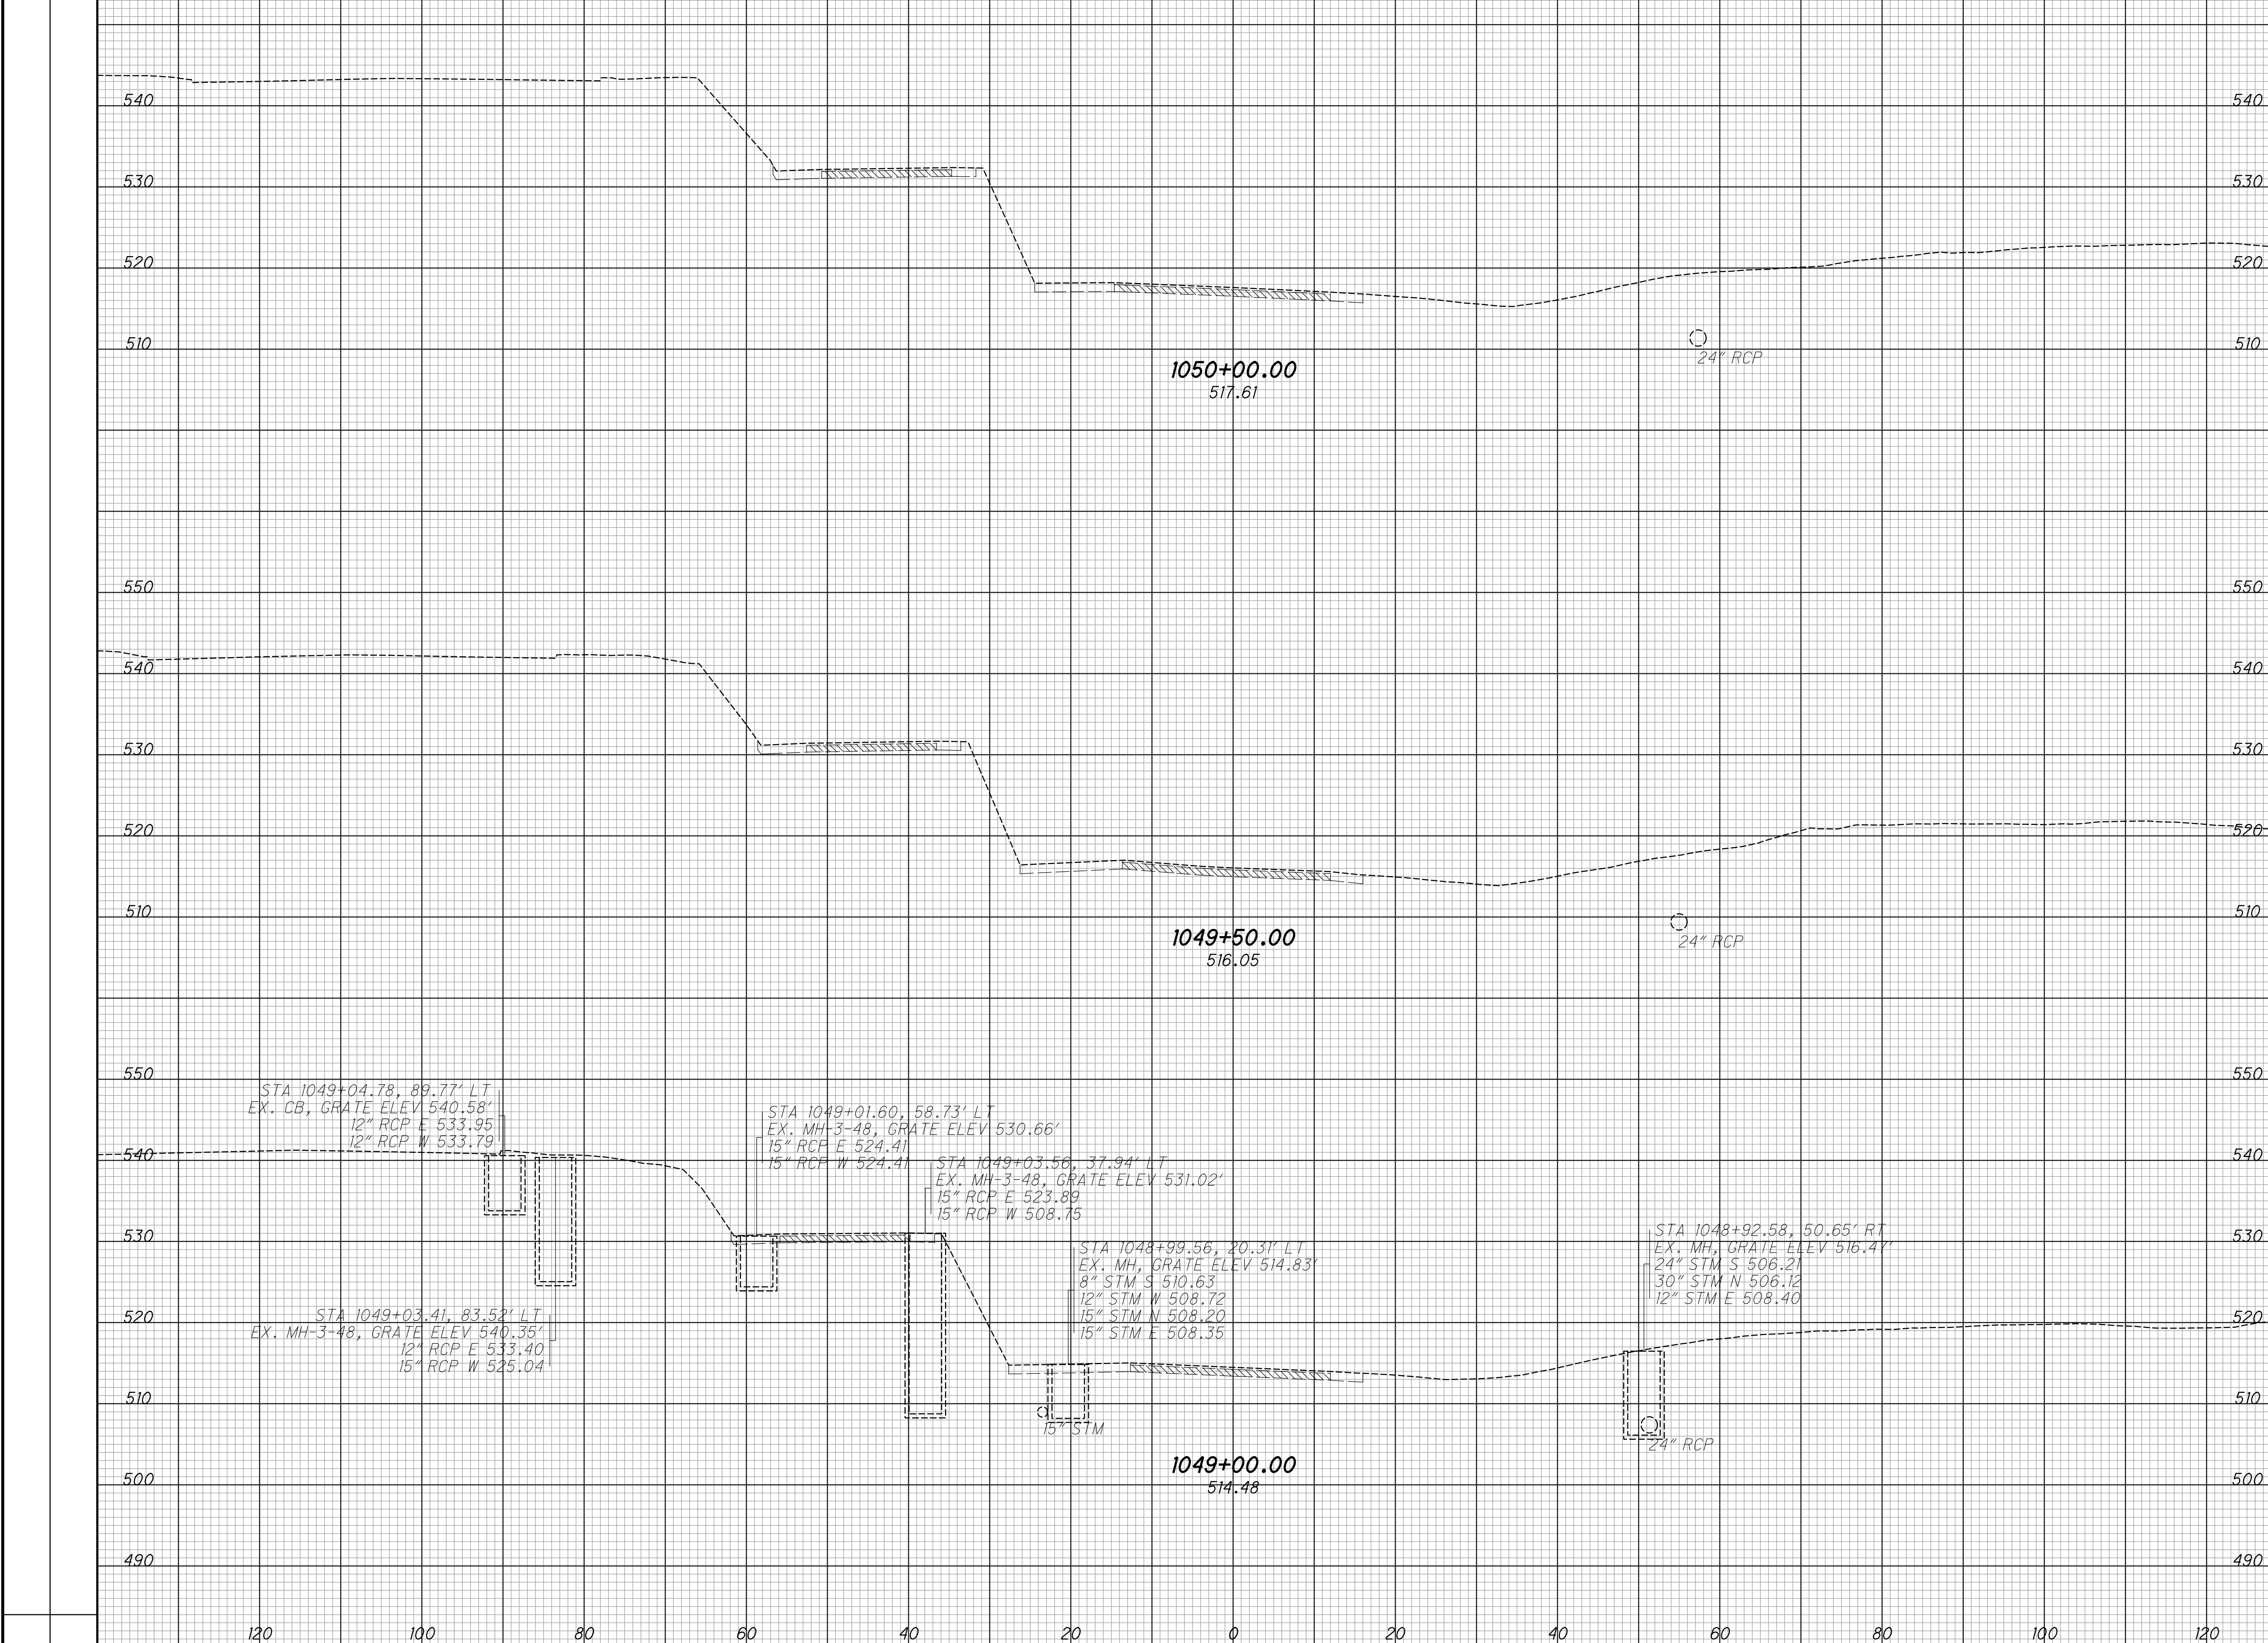 540 540
530 530
520 520
510 510
24" RCP
1050+00.00
517.61
550 550
540 540
530 530
520 520
510 510
24" RCP
1049+50.00
516.05
550 550
STA 1049+04.78, 89.77' LT
EX. CB, GRATE ELEV 540.58'
12" RCP E 533.95
12" RCP W 533.79
STA 1049+01.60, 58.73' LT
EX. MH-3-48, GRATE ELEV 530.66'
15" RCP E 524.41
15" RCP W 524.41
540 540
STA 1049+03.56, 37.94' LT
EX. MH-3-48, GRATE ELEV 531.02'
15" RCP E 523.89
15" RCP W 508.75
530 530
STA 1048+99.56, 20.31' LT
EX. MH, GRATE ELEV 514.83'
8" STM S 510.63
12" STM W 508.72
15" STM N 508.20
15" STM E 508.35
STA 1048+92.58, 50.65' RT
EX. MH, GRATE ELEV 516.47'
24" STM S 506.21
30" STM N 506.12
12" STM E 508.40
520 520
STA 1049+03.41, 83.52' LT
EX. MH-3-48, GRATE ELEV 540.35'
12" RCP E 533.40
15" RCP W 525.04
510 510
15" STM
24" RCP
1049+00.00
514.48
500 500
490 490
120 100 80 60 40 20 0 20 40 60 80 100 120